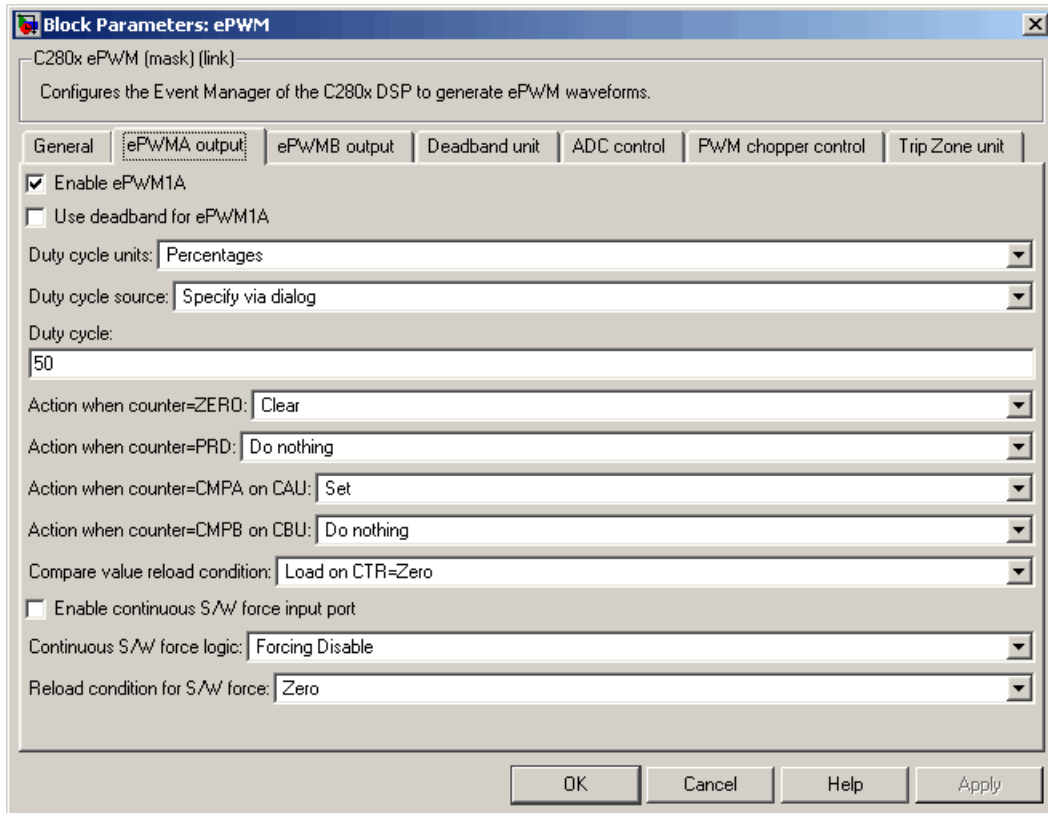 Block Parameters: ePWM
C280x ePWM (mask) (link)
Configures the Event Manager of the C280x DSP to generate ePWM waveforms.
General ePWMA output ePWMB output Deadband unit ADC control PWM chopper control Trip Zone unit
Enable ePWM1A
Use deadband for ePWM1A
Duty cycle units: Percentages
Duty cycle source: Specify via dialog
Duty cycle:
50
Action when counter=ZERO: Clear
Action when counter=PRD: Do nothing
Action when counter=CMPA on CAU: Set
Action when counter=CMPB on CBU: Do nothing
Compare value reload condition: Load on CTR=Zero
Enable continuous S/W force input port
Continuous S/W force logic: Forcing Disable
Reload condition for S/W force: Zero
OK Cancel Help Apply